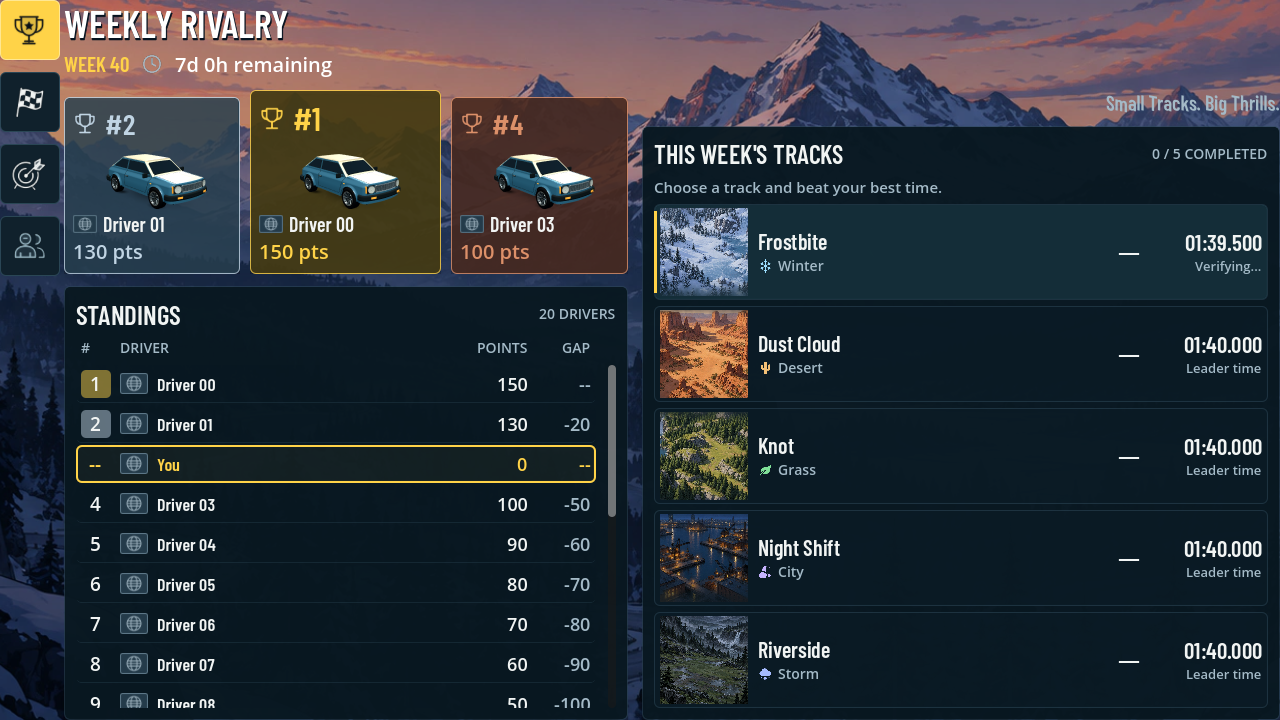 WEEKLY RIVALRY
WEEK 40 7d 0h remaining
Small Tracks. Big Thrills.
#2
Driver 01
130 pts
#1
Driver 00
150 pts
#4
Driver 03
100 pts
STANDINGS 20 DRIVERS
# DRIVER POINTS GAP
1 Driver 00 150 --
2 Driver 01 130 -20
-- You 0 --
4 Driver 03 100 -50
5 Driver 04 90 -60
6 Driver 05 80 -70
7 Driver 06 70 -80
8 Driver 07 60 -90
9 Driver 08 50 -100
THIS WEEK'S TRACKS 0 / 5 COMPLETED
Choose a track and beat your best time.
Frostbite — 01:39.500
Winter Verifying...
Dust Cloud — 01:40.000
Desert Leader time
Knot — 01:40.000
Grass Leader time
Night Shift — 01:40.000
City Leader time
Riverside — 01:40.000
Storm Leader time